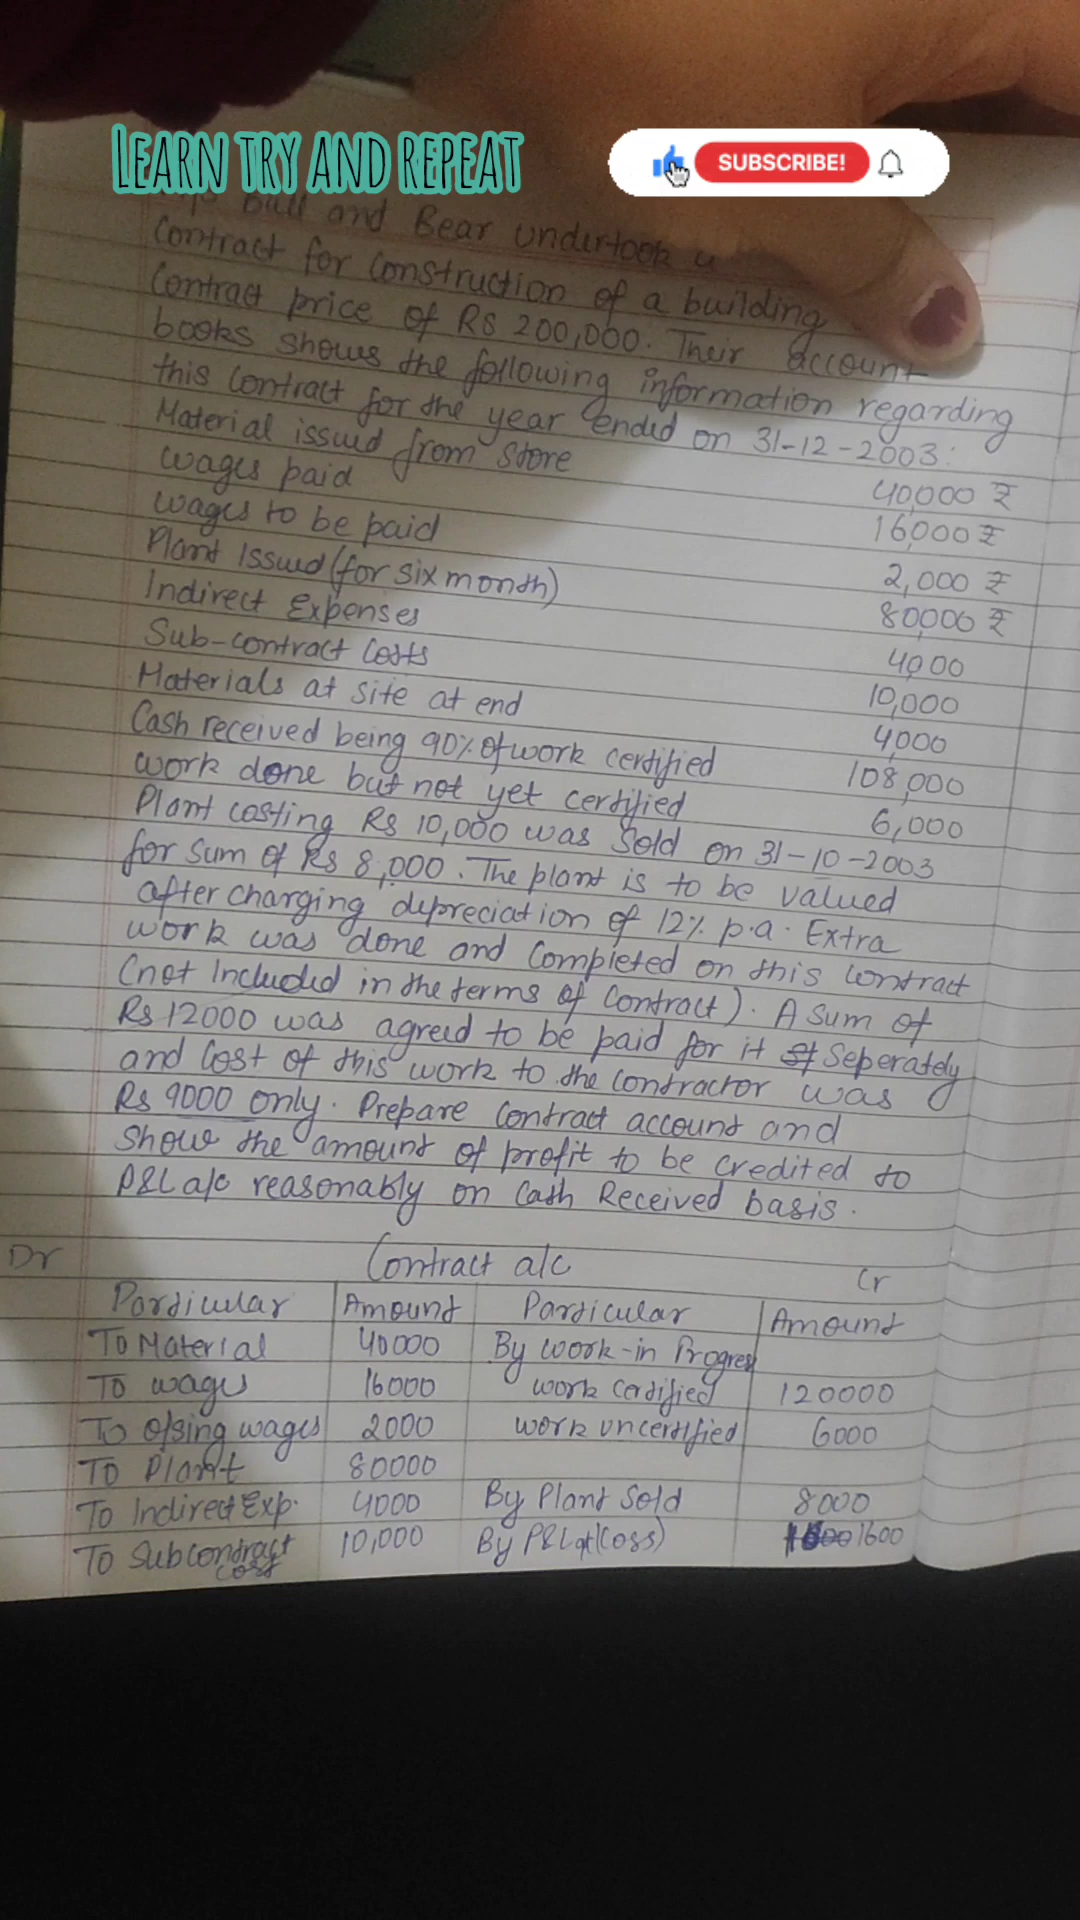 LEARN TRY AND REPEAT
SUBSCRIBE!
Bull and Bear undertook a
Contract for Construction of a building
Contract price of RS 200,000. Their account
books shows the following information regarding
this Contract for the year ended on 31-12-2003:
Material issued from Store 40,000 ₹
wages paid 16,000 ₹
wages to be paid 2,000 ₹
Plant Issued (for six month) 80,000 ₹
Indirect Expenses 4000
Sub-contract Costs 10,000
Materials at site at end 4,000
Cash received being 90% of work certified 108,000
work done but not yet certified 6,000
Plant costing Rs 10,000 was Sold on 31-10-2003
for Sum of Rs 8,000. The plant is to be valued
after charging depreciation of 12% p.a. Extra
work was done and Completed on this Contract
(not Included in the terms of Contract). A Sum of
Rs 12000 was agreed to be paid for it Seperately
and Cost of this work to the Contractor was
Rs 9000 only. Prepare Contract account and
Show the amount of profit to be credited to
P&L a/c reasonably on Cash Received basis.
Dr Contract a/c Cr
Particular Amount Particular Amount
To Material 40000 By work-in Progress
To wages 16000 work Certified 120000
To O/sing wages 2000 work uncertified 6000
To Plant 80000
To Indirect Exp. 4000 By Plant Sold 8000
To Subcontract cost 10,000 By P&L (Loss) 1600